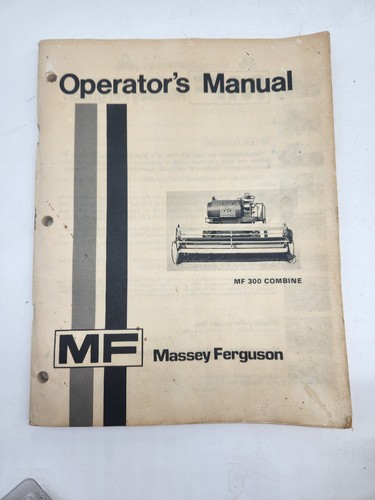 Operator's Manual
MF 300 COMBINE
MF
Massey Ferguson